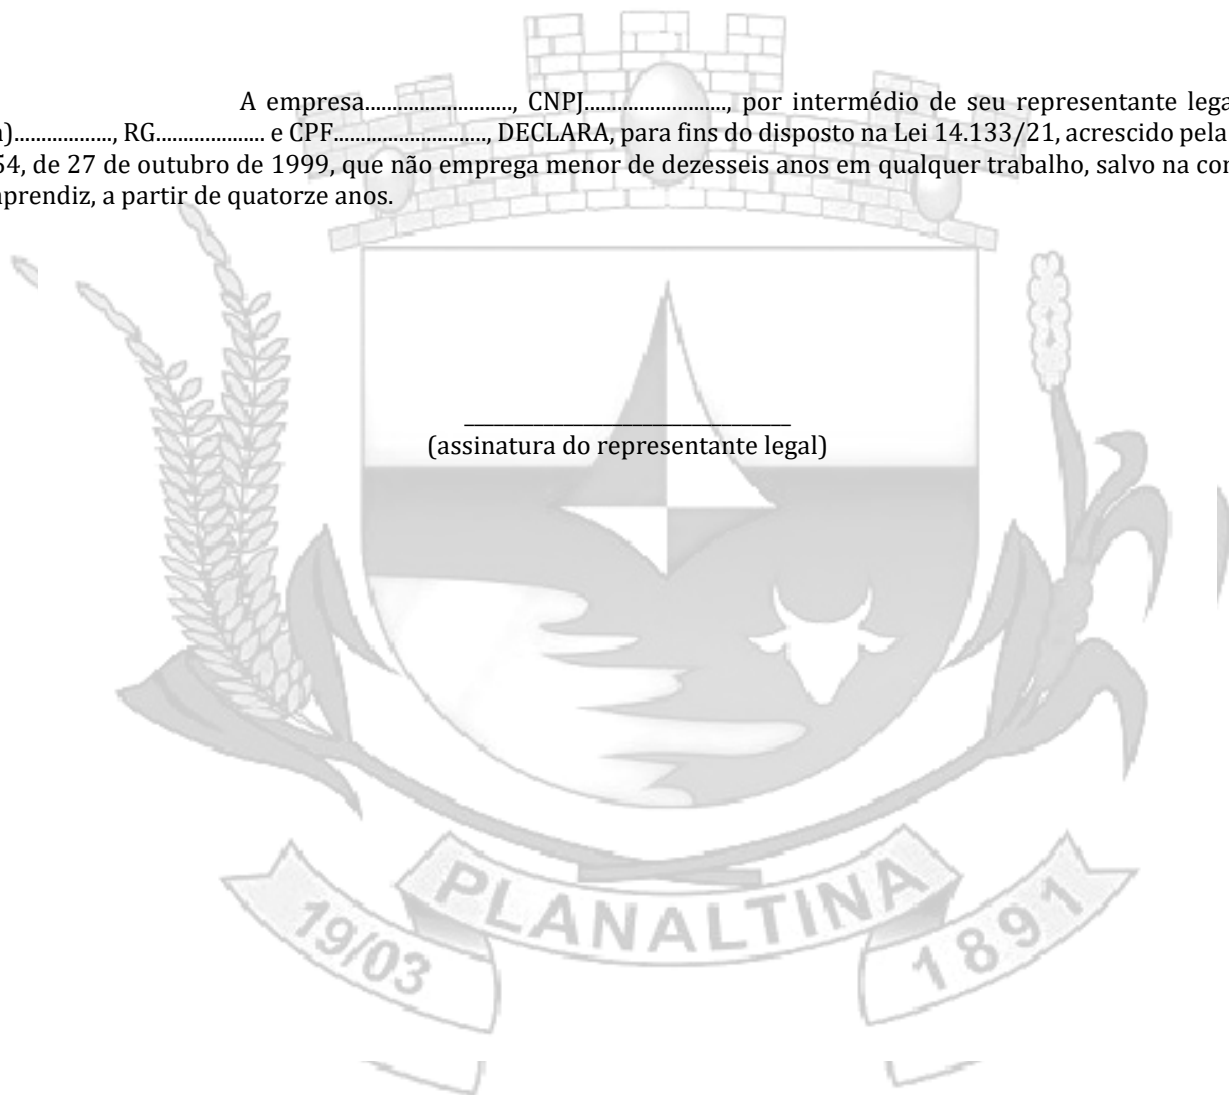 A empresa.........................., CNPJ........................., por intermédio de seu representante lega
)................., RG.................... e CPF..........................., DECLARA, para fins do disposto na Lei 14.133/21, acrescido pela
54, de 27 de outubro de 1999, que não emprega menor de dezesseis anos em qualquer trabalho, salvo na con
prendiz, a partir de quatorze anos.
_________________________________
(assinatura do representante legal)
PLANALTINA
19/03
1891